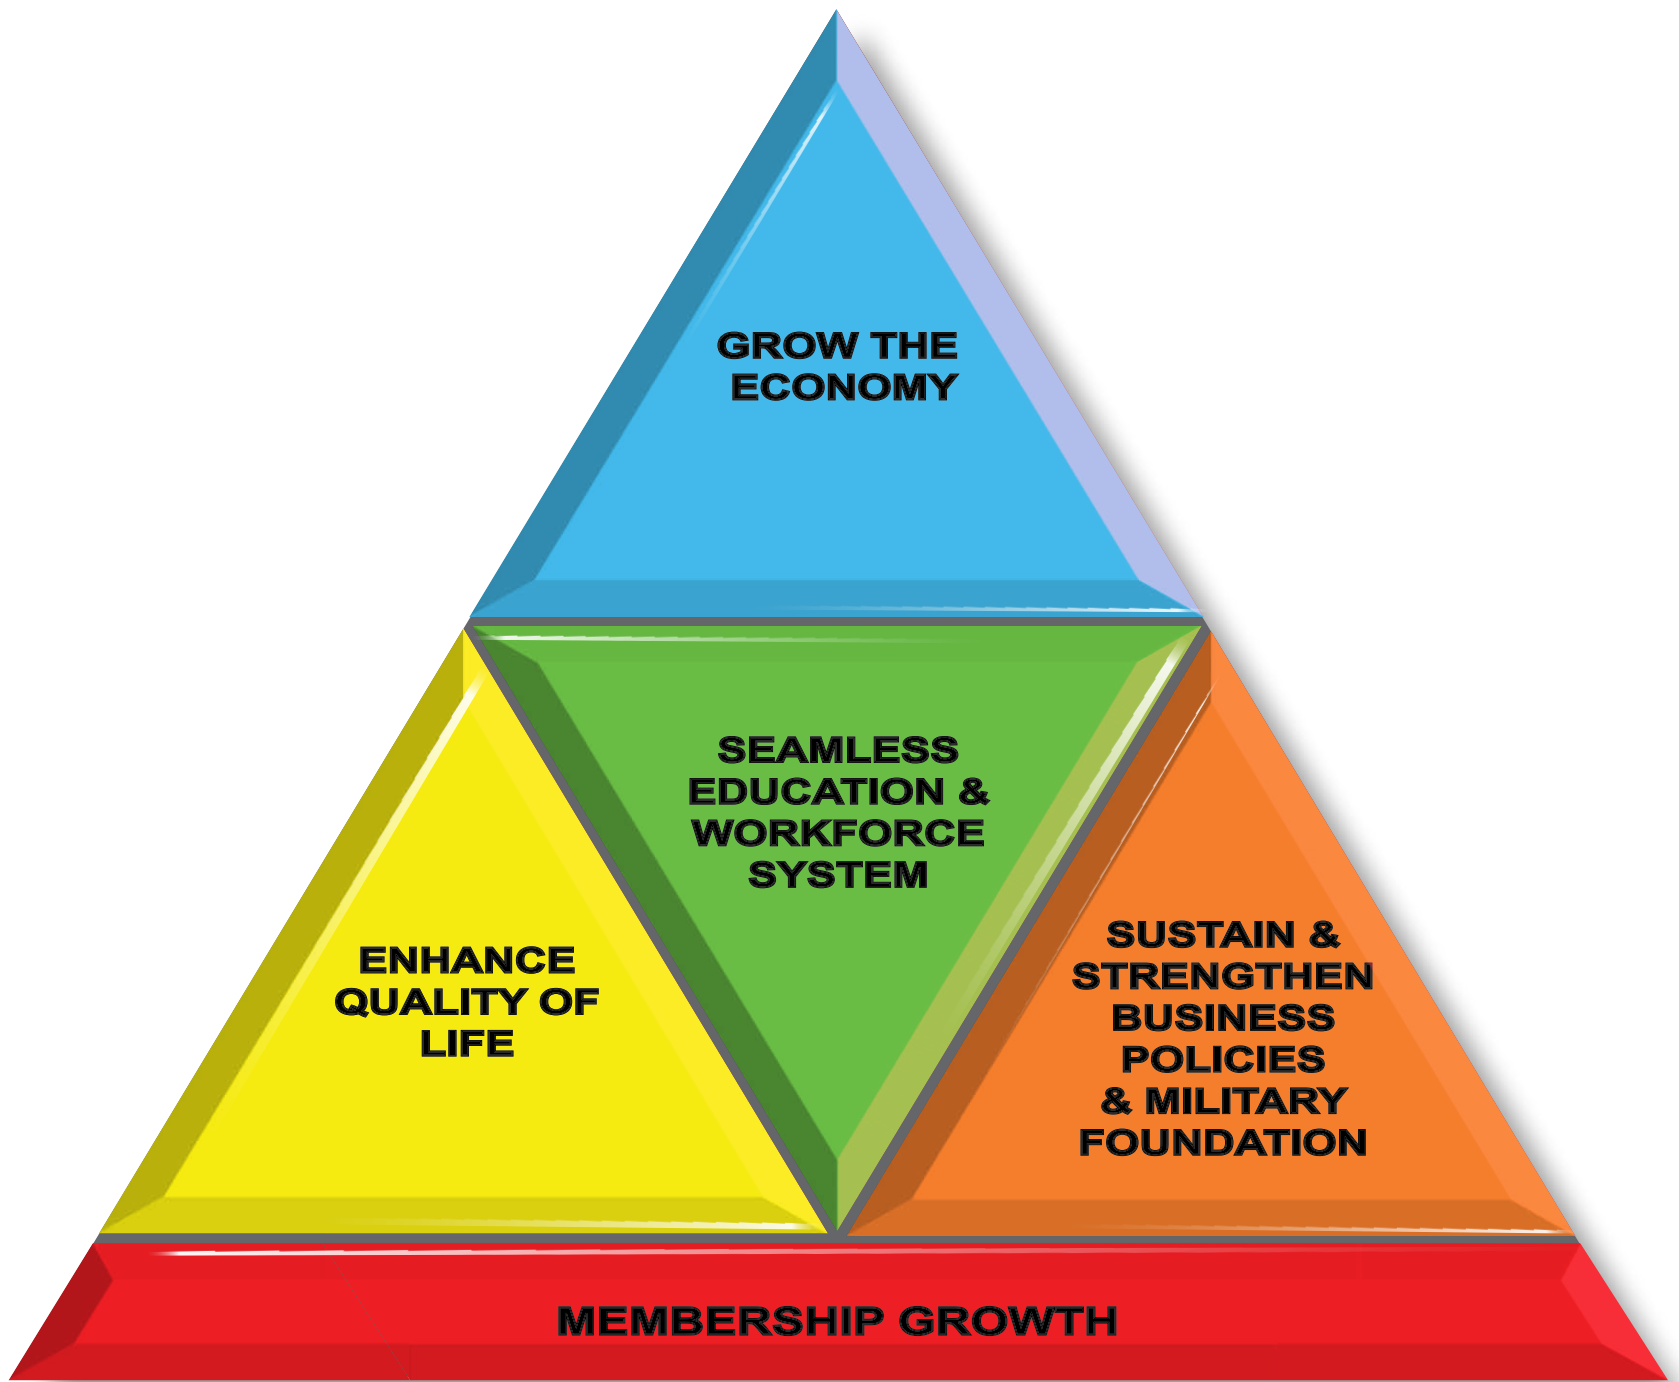 GROW THE
ECONOMY
SEAMLESS
EDUCATION &
WORKFORCE
SYSTEM
ENHANCE
QUALITY OF
LIFE
SUSTAIN &
STRENGTHEN
BUSINESS
POLICIES
& MILITARY
FOUNDATION
MEMBERSHIP GROWTH